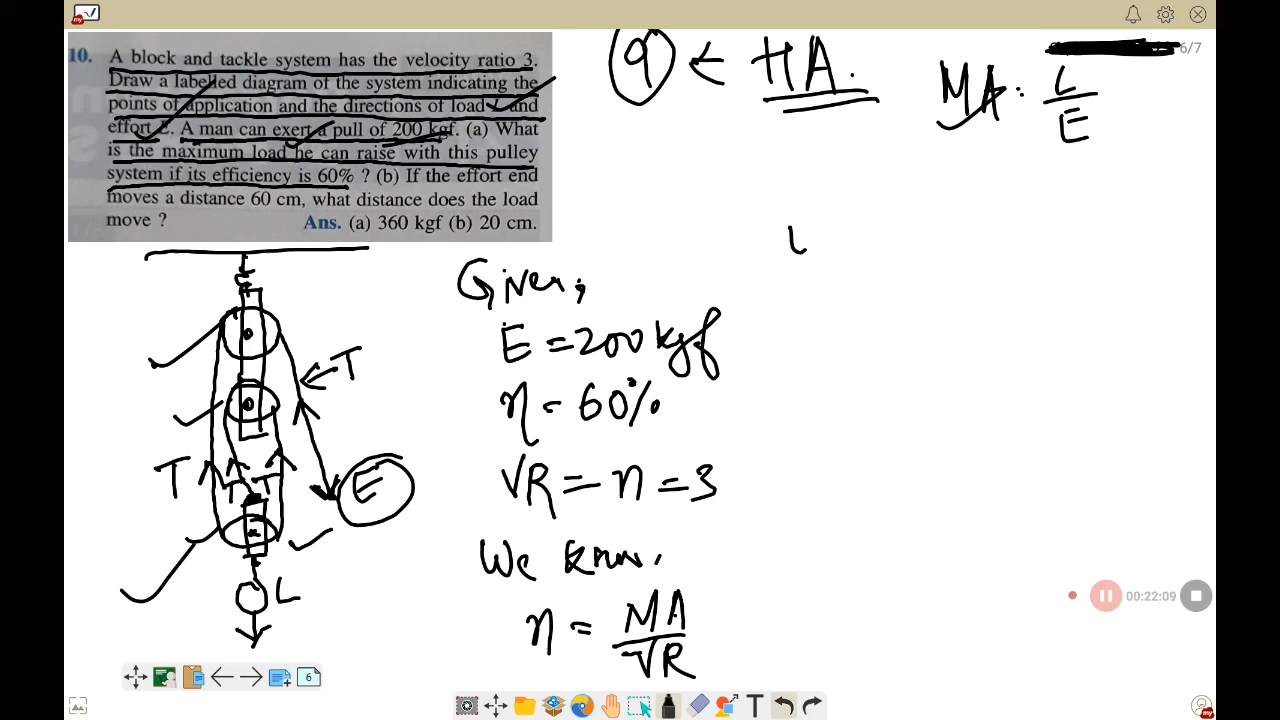 10. A block and tackle system has the velocity ratio 3.
Draw a labelled diagram of the system indicating the
points of application and the directions of load L and
effort E. A man can exert a pull of 200 kgf. (a) What
is the maximum load he can raise with this pulley
system if its efficiency is 60% ? (b) If the effort end
moves a distance 60 cm, what distance does the load
move ?
Ans. (a) 360 kgf (b) 20 cm.
9 ← HA.
MA = L/E
6/7
L
Given,
E = 200 kgf
η = 60%
VR = n = 3
We know.
η = MA/VR
T
T
T
T
E
L
00:22:09
6
T
my
my